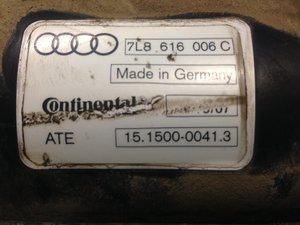 7L8 616 006 C
Made in Germany
Continental
ATE 15.1500-0041.3